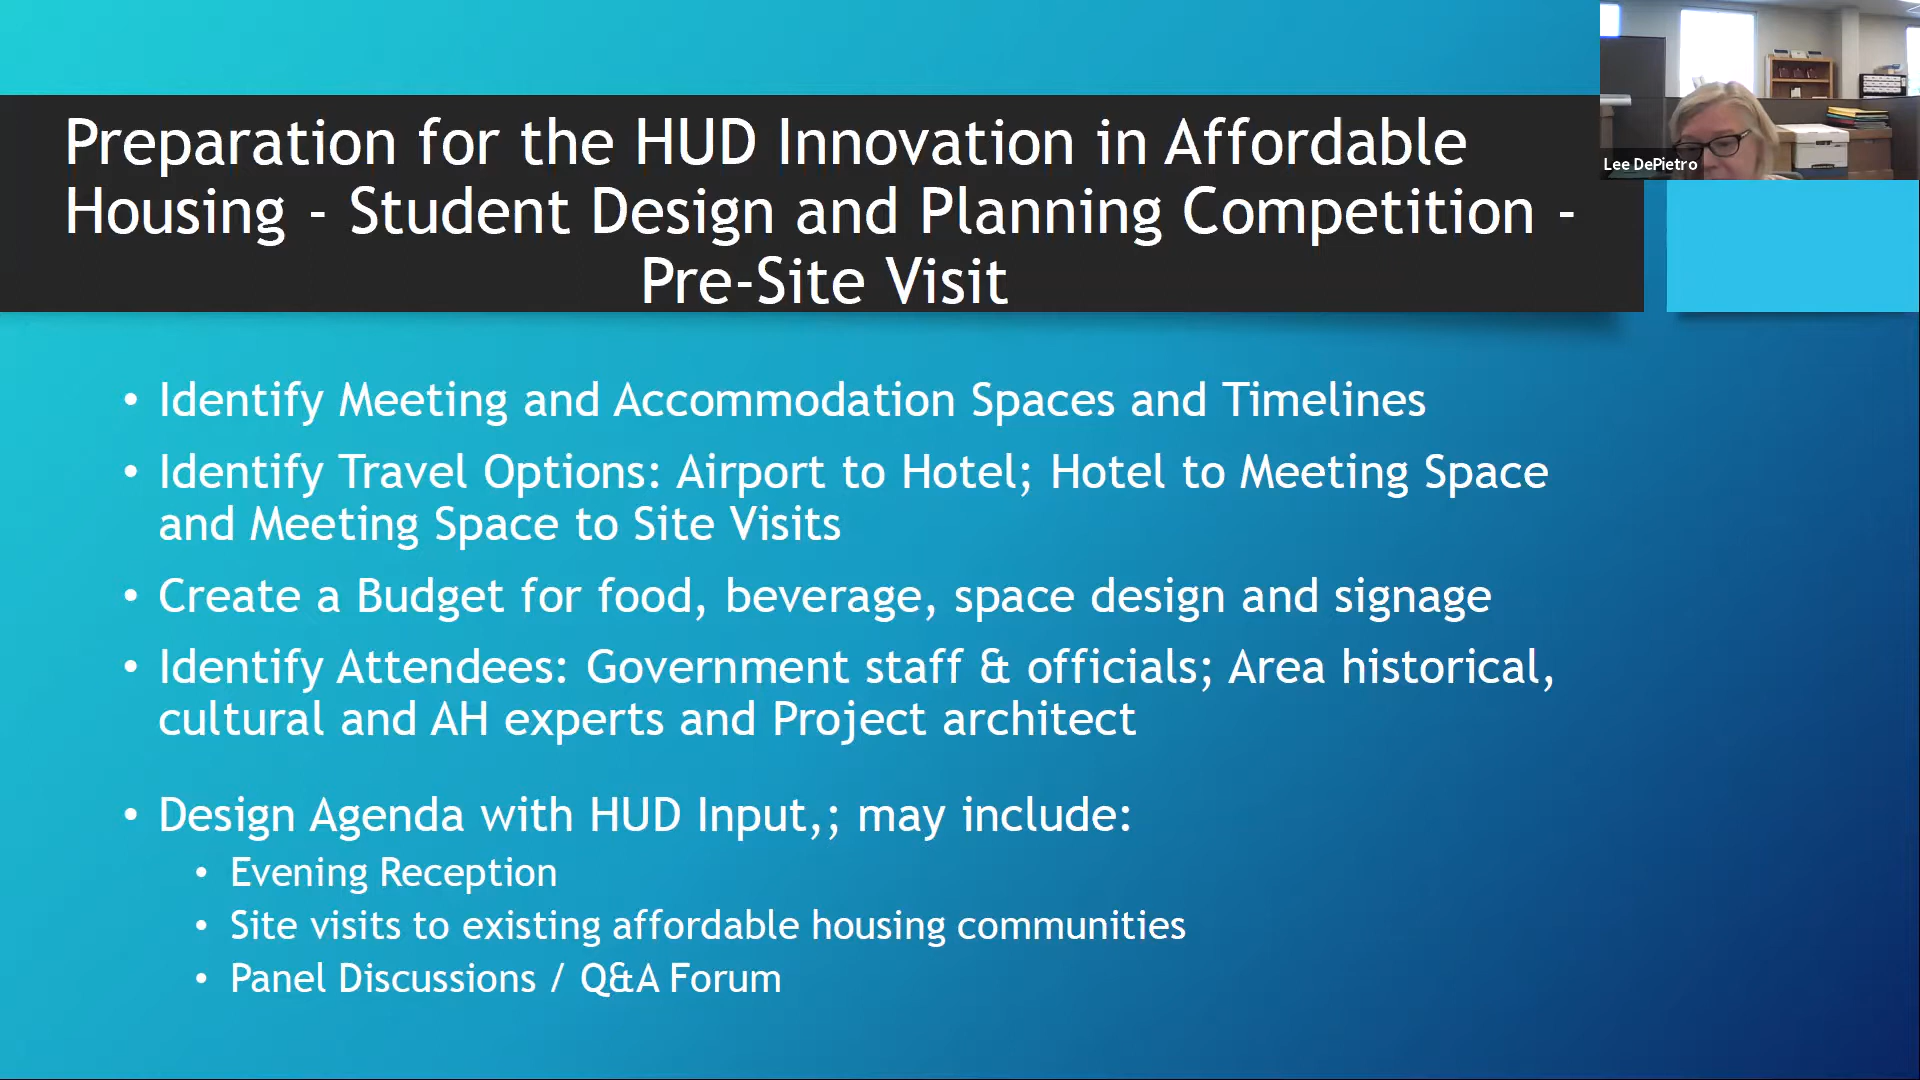 Preparation for the HUD Innovation in Affordable
Housing - Student Design and Planning Competition -
Pre-Site Visit
Lee DePietro
• Identify Meeting and Accommodation Spaces and Timelines
• Identify Travel Options: Airport to Hotel; Hotel to Meeting Space
and Meeting Space to Site Visits
• Create a Budget for food, beverage, space design and signage
• Identify Attendees: Government staff & officials; Area historical,
cultural and AH experts and Project architect
• Design Agenda with HUD Input,; may include:
• Evening Reception
• Site visits to existing affordable housing communities
• Panel Discussions / Q&A Forum